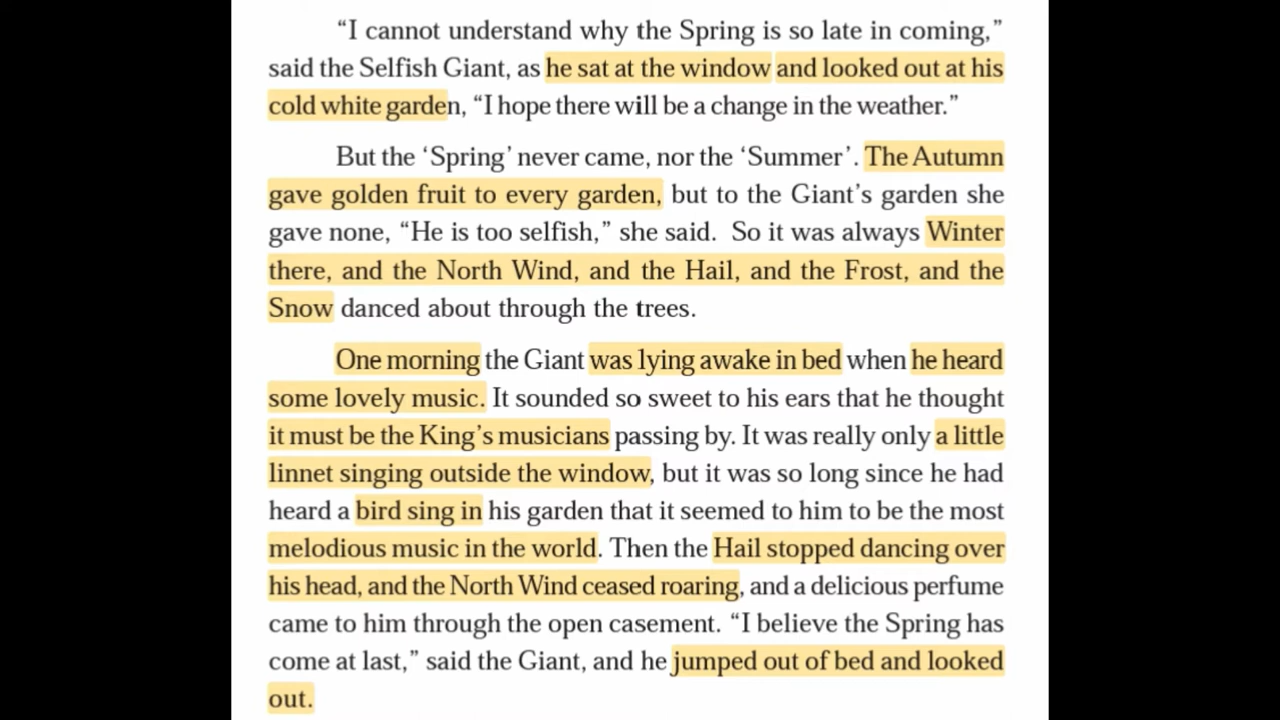 “I cannot understand why the Spring is so late in coming,”
said the Selfish Giant, as he sat at the window and looked out at his
cold white garden, “I hope there will be a change in the weather.”
But the ‘Spring’ never came, nor the ‘Summer’. The Autumn
gave golden fruit to every garden, but to the Giant’s garden she
gave none, “He is too selfish,” she said. So it was always Winter
there, and the North Wind, and the Hail, and the Frost, and the
Snow danced about through the trees.
One morning the Giant was lying awake in bed when he heard
some lovely music. It sounded so sweet to his ears that he thought
it must be the King’s musicians passing by. It was really only a little
linnet singing outside the window, but it was so long since he had
heard a bird sing in his garden that it seemed to him to be the most
melodious music in the world. Then the Hail stopped dancing over
his head, and the North Wind ceased roaring, and a delicious perfume
came to him through the open casement. “I believe the Spring has
come at last,” said the Giant, and he jumped out of bed and looked
out.